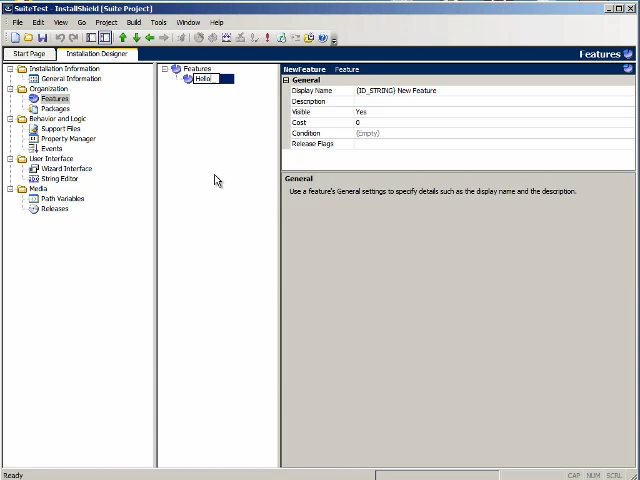 SuiteTest - InstallShield [Suite Project]
File Edit View Go Project Build Tools Window Help
Start Page Installation Designer Features
Installation Information
General Information
Organization
Features
Packages
Behavior and Logic
Support Files
Property Manager
Events
User Interface
Wizard Interface
String Editor
Media
Path Variables
Releases
Features
Hello
NewFeature Feature
General
Display Name {ID_STRING} New Feature
Description
Visible Yes
Cost 0
Condition (Empty)
Release Flags
General
Use a feature's General settings to specify details such as the display name and the description.
Ready CAP NUM SCRL